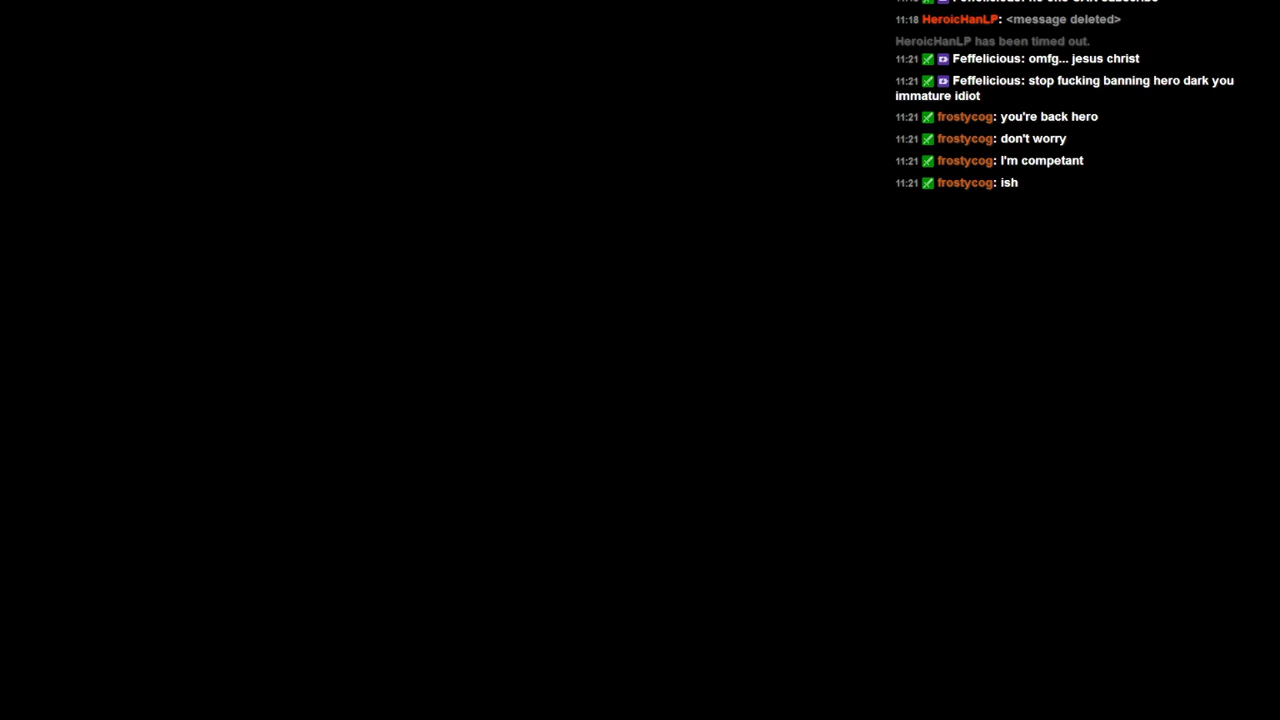 11:18 HeroicHanLP: <message deleted>
HeroicHanLP has been timed out.
11:21 Feffelicious: omfg... jesus christ
11:21 Feffelicious: stop fucking banning hero dark you
immature idiot
11:21 frostycog: you're back hero
11:21 frostycog: don't worry
11:21 frostycog: I'm competant
11:21 frostycog: ish